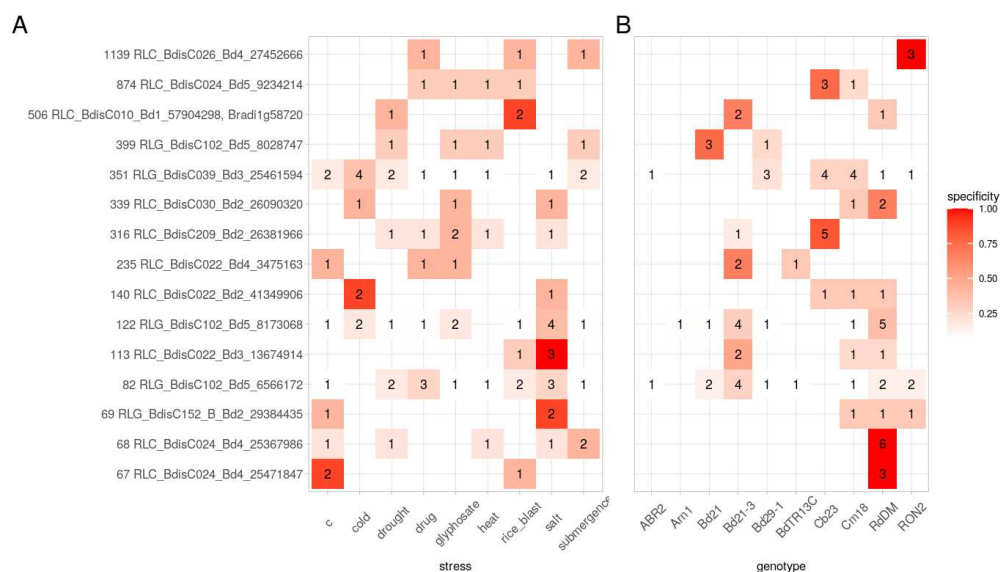 A
B
1139 RLC_BdisC026_Bd4_27452666 1 1 1 3
874 RLC_BdisC024_Bd5_9234214 1 1 1 1 3 1
506 RLC_BdisC010_Bd1_57904298, Bradi1g58720 1 2 2 1
399 RLG_BdisC102_Bd5_8028747 1 1 1 1 3 1
351 RLG_BdisC039_Bd3_25461594 2 4 2 1 1 1 1 2 1 3 4 4 1 1
339 RLC_BdisC030_Bd2_26090320 1 1 1 1 2
316 RLC_BdisC209_Bd2_26381966 1 1 2 1 1 1 5
235 RLC_BdisC022_Bd4_3475163 1 1 1 2 1
140 RLC_BdisC022_Bd2_41349906 2 1 1 1 1
122 RLG_BdisC102_Bd5_8173068 1 2 1 1 2 1 4 1 1 1 4 1 1 5
113 RLC_BdisC022_Bd3_13674914 1 3 2 1 1
82 RLG_BdisC102_Bd5_6566172 1 2 3 1 1 2 3 1 1 2 4 1 1 1 2 2
69 RLG_BdisC152_B_Bd2_29384435 1 2 1 1 1
68 RLC_BdisC024_Bd4_25367986 1 1 1 1 2 6
67 RLC_BdisC024_Bd4_25471847 2 1 3
c cold drought drug glyphosate heat rice_blast salt submergence
stress
ABR2 Arn1 Bd21 Bd21-3 Bd29-1 BdTR13C Cb23 Cm18 RdDM RON2
genotype
specificity
1.00
0.75
0.50
0.25